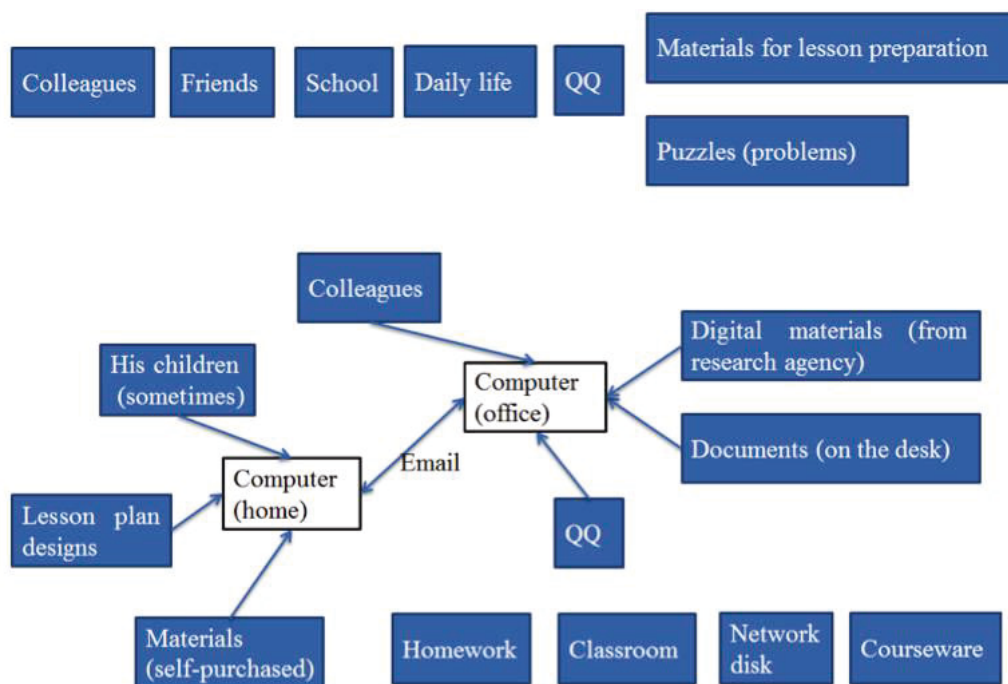 Materials for lesson preparation
Colleagues
Friends
School
Daily life
QQ
Puzzles (problems)
Colleagues
Digital materials (from
research agency)
His children
(sometimes)
Computer
(office)
Documents (on the desk)
Email
Computer
(home)
Lesson plan
designs
QQ
Materials
(self-purchased)
Homework
Classroom
Network
disk
Courseware